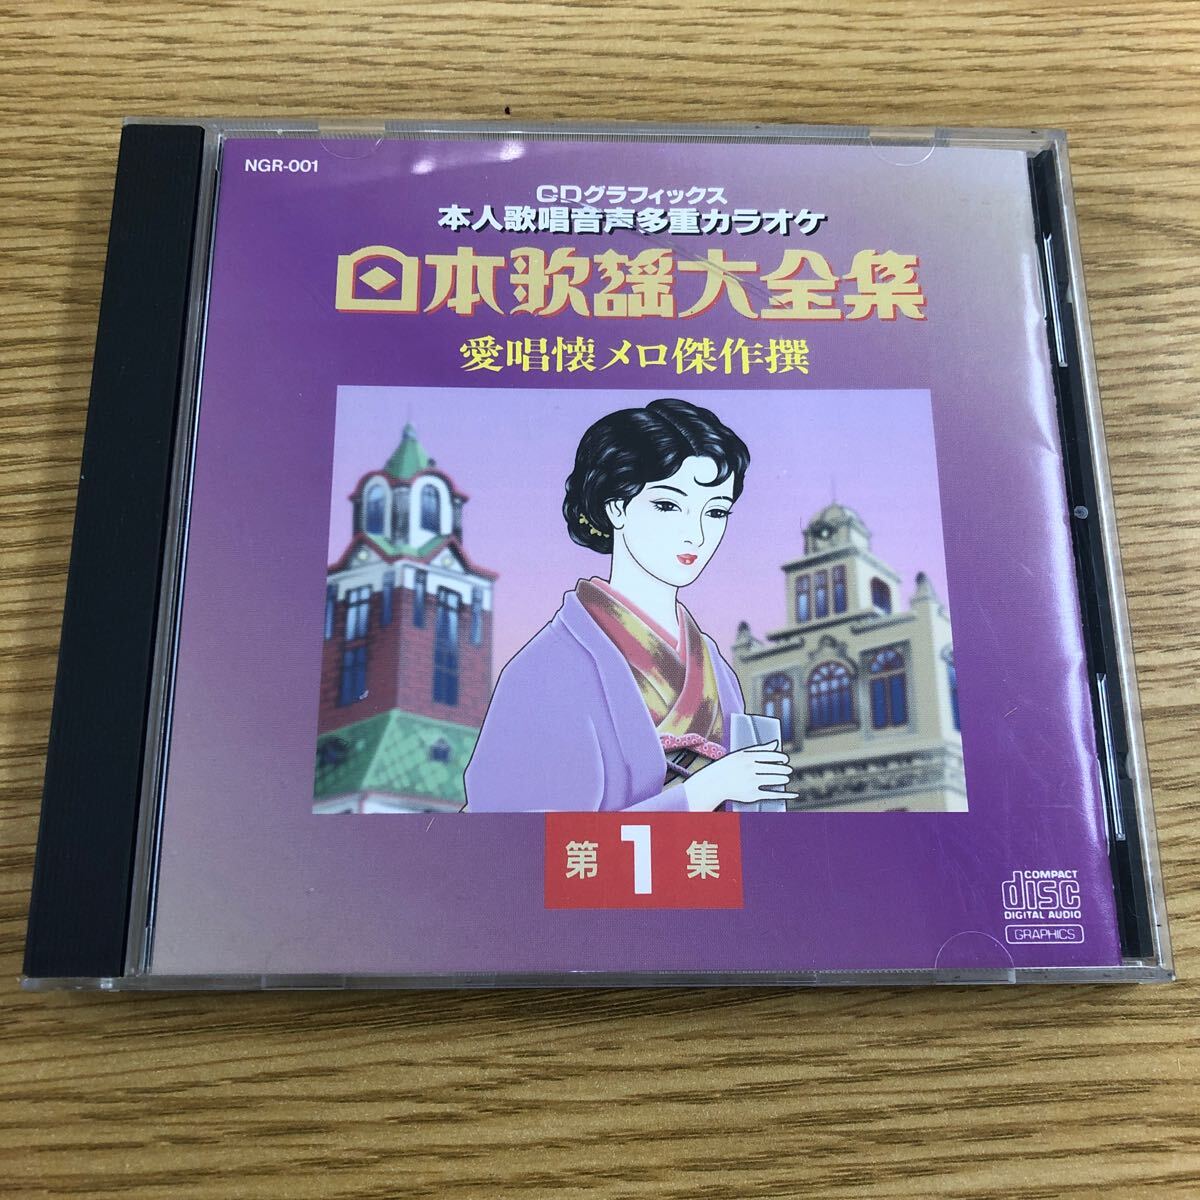 NGR-001
CDグラフィックス
本人歌唱音声多重カラオケ
日本歌謡大全集
愛唱懐メロ傑作撰
第1集
COMPACT
disc
DIGITAL AUDIO
GRAPHICS